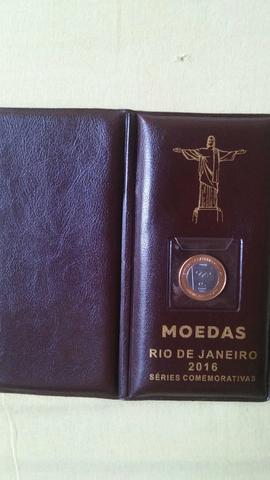 MOEDAS
RIO DE JANEIRO
2016
SÉRIES COMEMORATIVAS